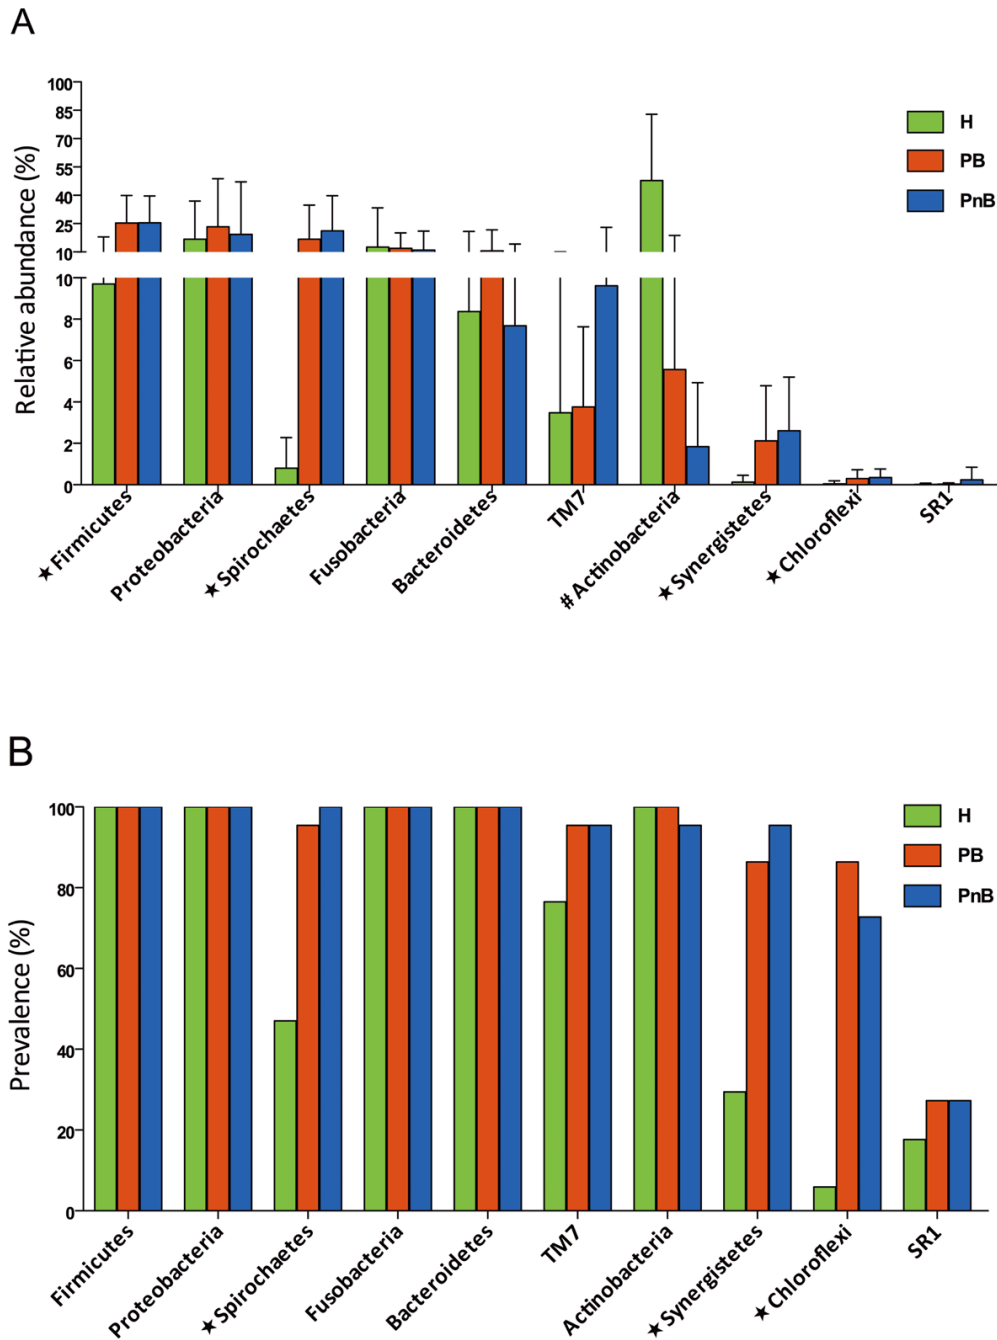 A
Relative abundance (%)
100
85
70
55
40
25
10
10
8
6
4
2
0
H
PB
PnB
★ Firmicutes
Proteobacteria
★ Spirochaetes
Fusobacteria
Bacteroidetes
TM7
# Actinobacteria
★ Synergistetes
★ Chloroflexi
SR1
B
Prevalence (%)
100
80
60
40
20
0
H
PB
PnB
Firmicutes
Proteobacteria
★ Spirochaetes
Fusobacteria
Bacteroidetes
TM7
Actinobacteria
★ Synergistetes
★ Chloroflexi
SR1